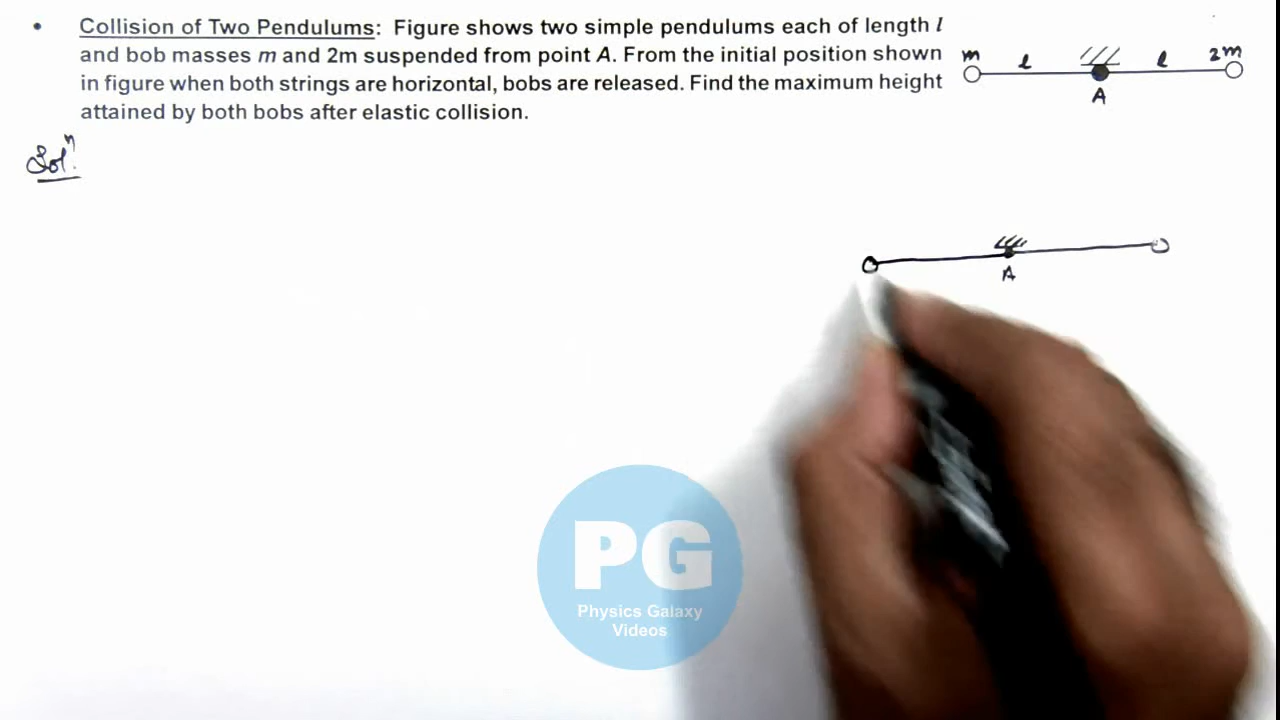 • Collision of Two Pendulums: Figure shows two simple pendulums each of length l
and bob masses m and 2m suspended from point A. From the initial position shown
in figure when both strings are horizontal, bobs are released. Find the maximum height
attained by both bobs after elastic collision.
m l l 2m
A
Solⁿ.
A
PG
Physics Galaxy
Videos